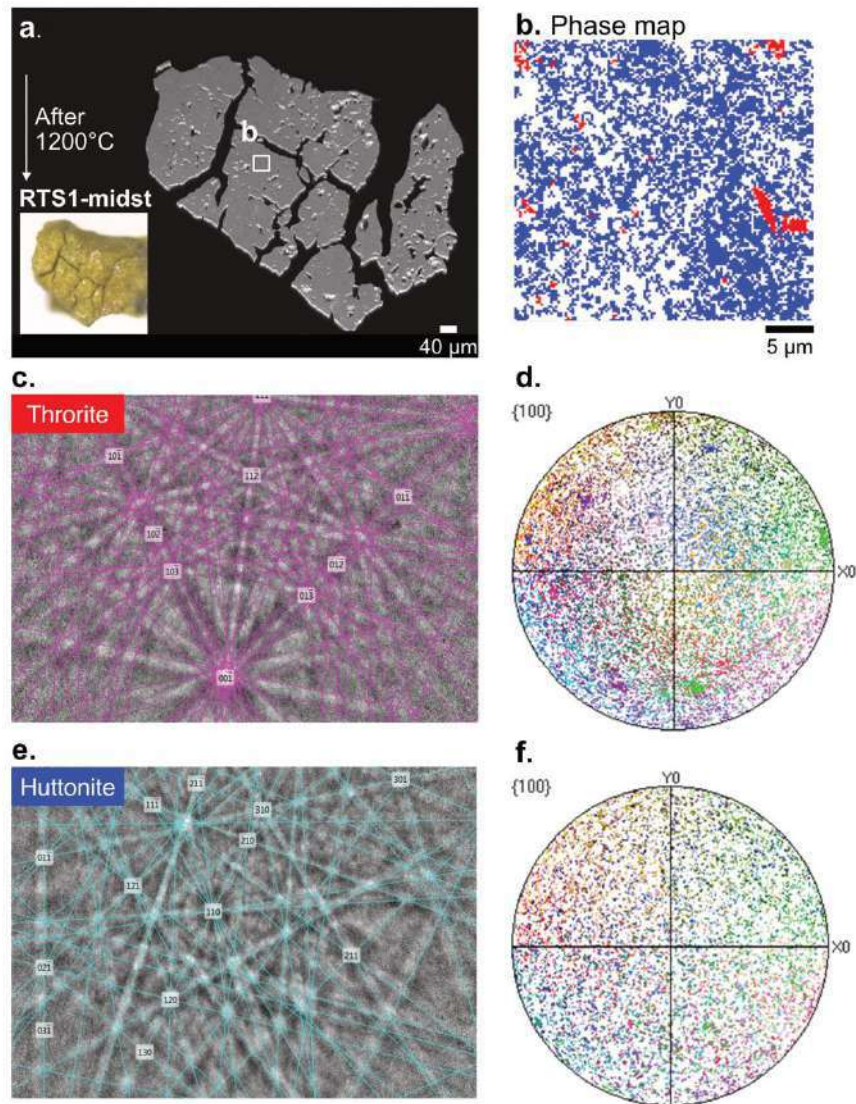 a.
After
1200°C
RTS1-midst
b
40 µm
b. Phase map
5 µm
c.
Throrite
101
112
011
102
103
012
013
001
d.
{100}
Y0
X0
e.
Huttonite
211
301
111
310
210
011
121
110
211
021
120
031
130
f.
{100}
Y0
X0